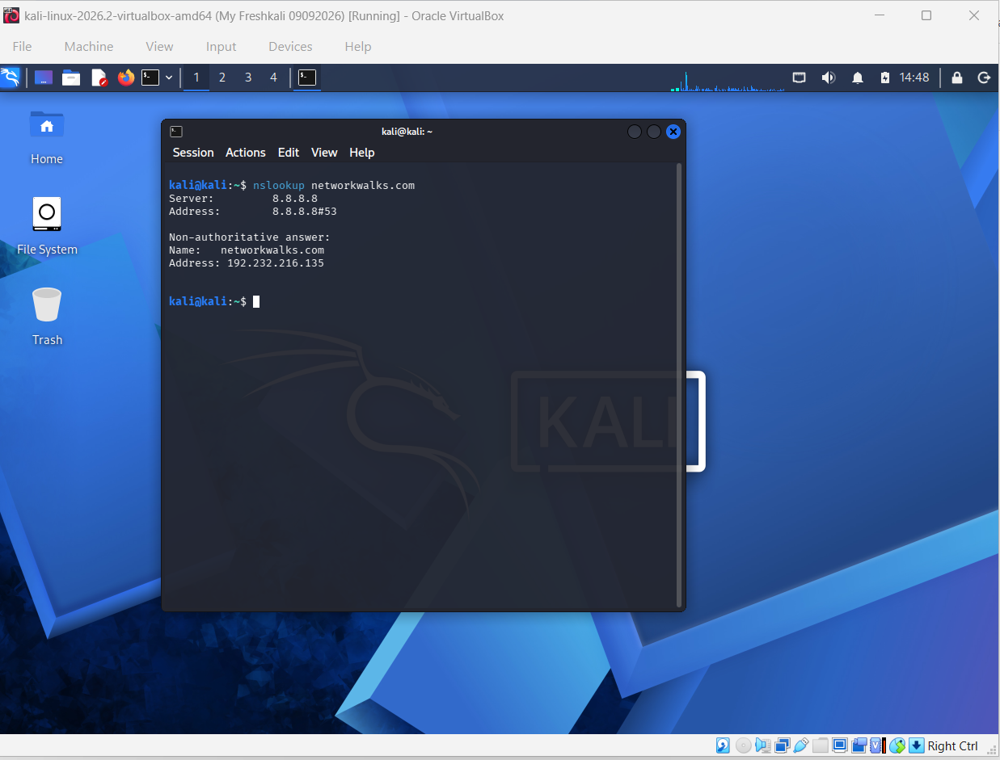 kali-linux-2026.2-virtualbox-amd64 (My Freshkali 09092026) [Running] - Oracle VirtualBox
File Machine View Input Devices Help
1 2 3 4 14:48
Home
File System
Trash
kali@kali: ~
Session Actions Edit View Help
kali@kali:~$ nslookup networkwalks.com
Server: 8.8.8.8
Address: 8.8.8.8#53
Non-authoritative answer:
Name: networkwalks.com
Address: 192.232.216.135
kali@kali:~$
KALI
Right Ctrl